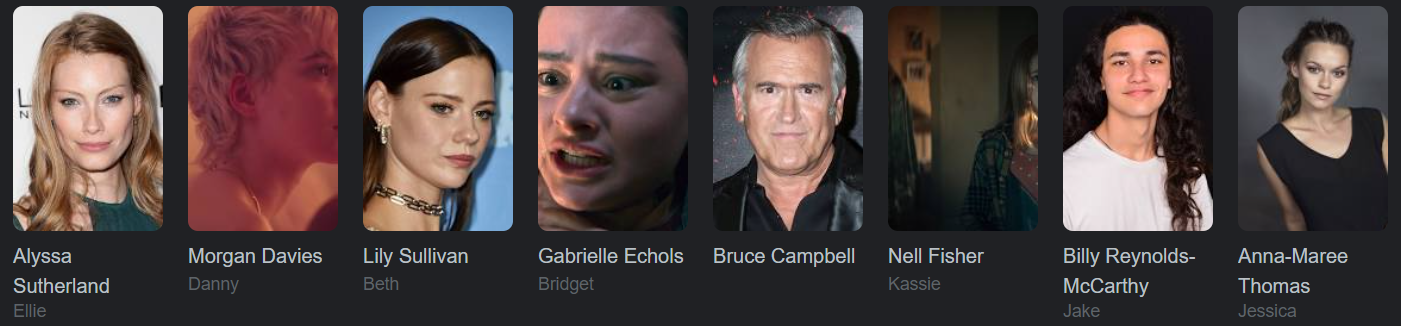 Alyssa
Sutherland
Ellie
Morgan Davies
Danny
Lily Sullivan
Beth
Gabrielle Echols
Bridget
Bruce Campbell
Nell Fisher
Kassie
Billy Reynolds-
McCarthy
Jake
Anna-Maree
Thomas
Jessica